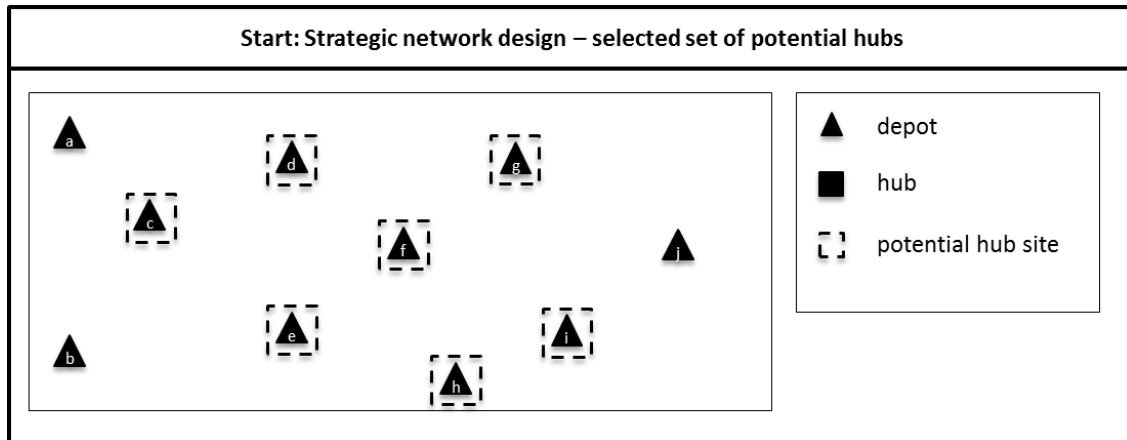 Start: Strategic network design – selected set of potential hubs
a
d
g
c
f
j
e
i
b
h
depot
hub
potential hub site